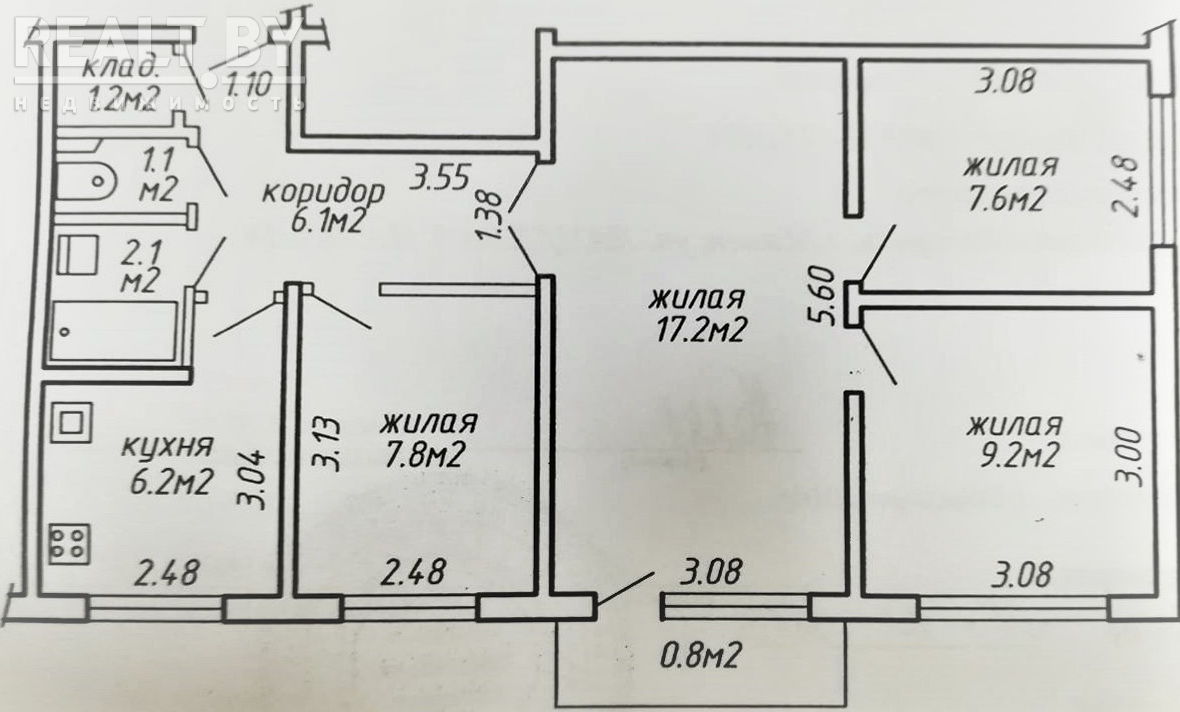 REALT.BY
недвижимость
клад.
1.2м2
1.10
3.08
1.1
м2
жилая
7.6м2
2.48
3.55
коридор
6.1м2
1.38
2.1
м2
жилая
17.2м2
5.60
кухня
6.2м2
3.04
3.13
жилая
7.8м2
жилая
9.2м2
3.00
2.48
2.48
3.08
3.08
0.8м2